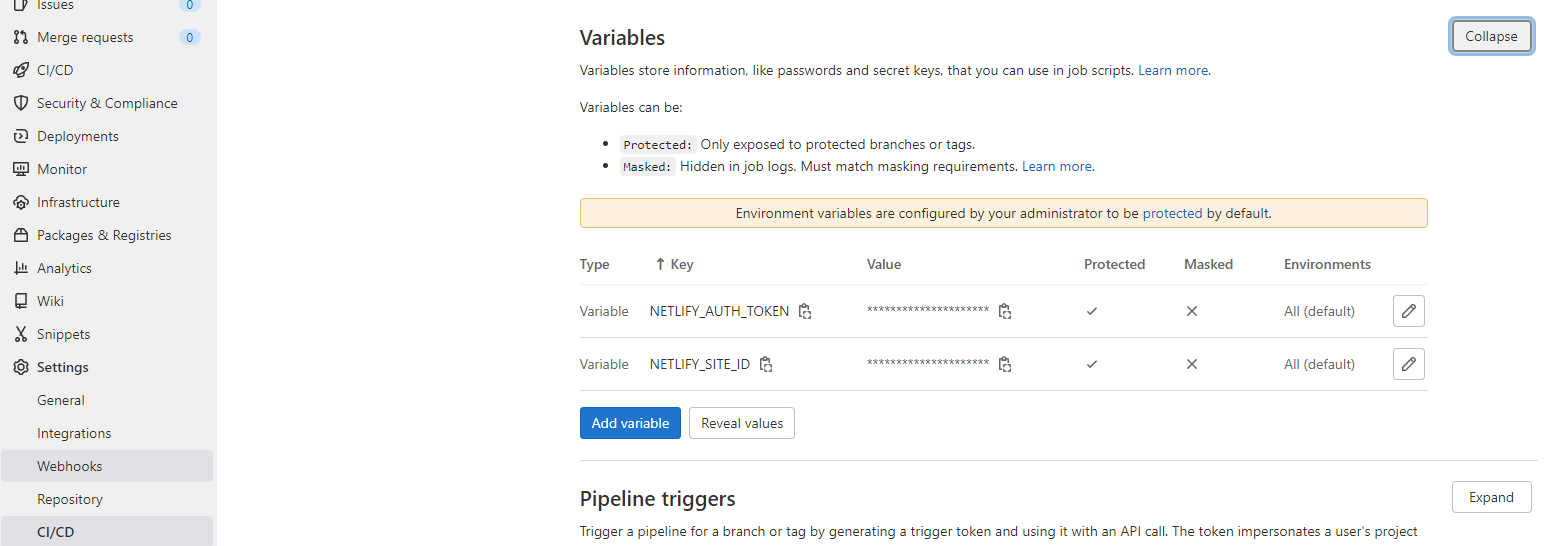 Issues
0
Merge requests
0
CI/CD
Security & Compliance
Deployments
Monitor
Infrastructure
Packages & Registries
Analytics
Wiki
Snippets
Settings
General
Integrations
Webhooks
Repository
CI/CD
Variables
Collapse
Variables store information, like passwords and secret keys, that you can use in job scripts. Learn more.
Variables can be:
Protected: Only exposed to protected branches or tags.
Masked: Hidden in job logs. Must match masking requirements. Learn more.
Environment variables are configured by your administrator to be protected by default.
Type ↑ Key Value Protected Masked Environments
Variable NETLIFY_AUTH_TOKEN ********************* All (default)
Variable NETLIFY_SITE_ID ********************* All (default)
Add variable Reveal values
Pipeline triggers
Expand
Trigger a pipeline for a branch or tag by generating a trigger token and using it with an API call. The token impersonates a user's project